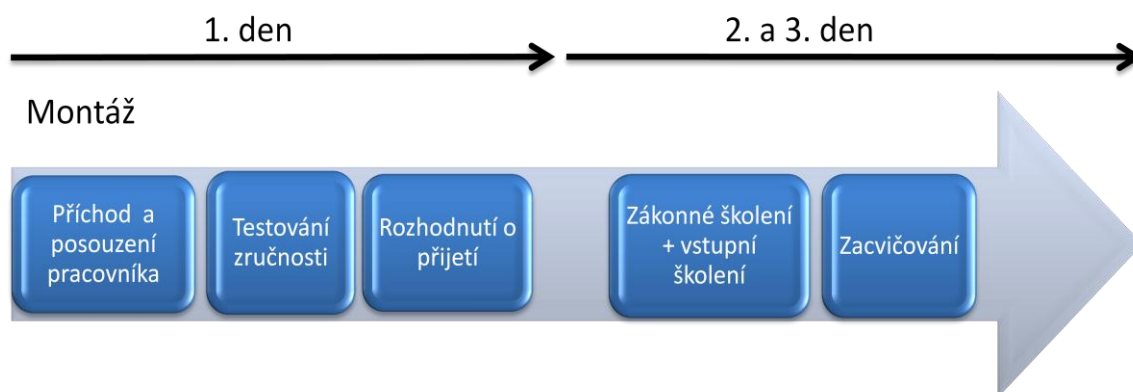 1. den
2. a 3. den
Montáž
Příchod a
posouzení
pracovníka
Testování
zručnosti
Rozhodnutí o
přijetí
Zákonné školení
+ vstupní
školení
Zacvičování